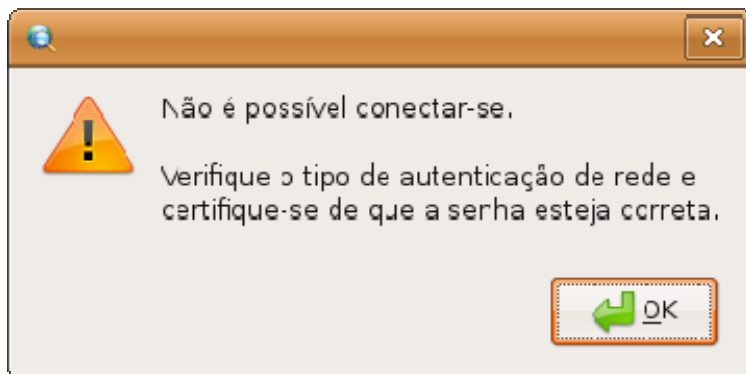 Não é possível conectar-se.
Verifique o tipo de autenticação de rede e
certifique-se de que a senha esteja correta.
OK